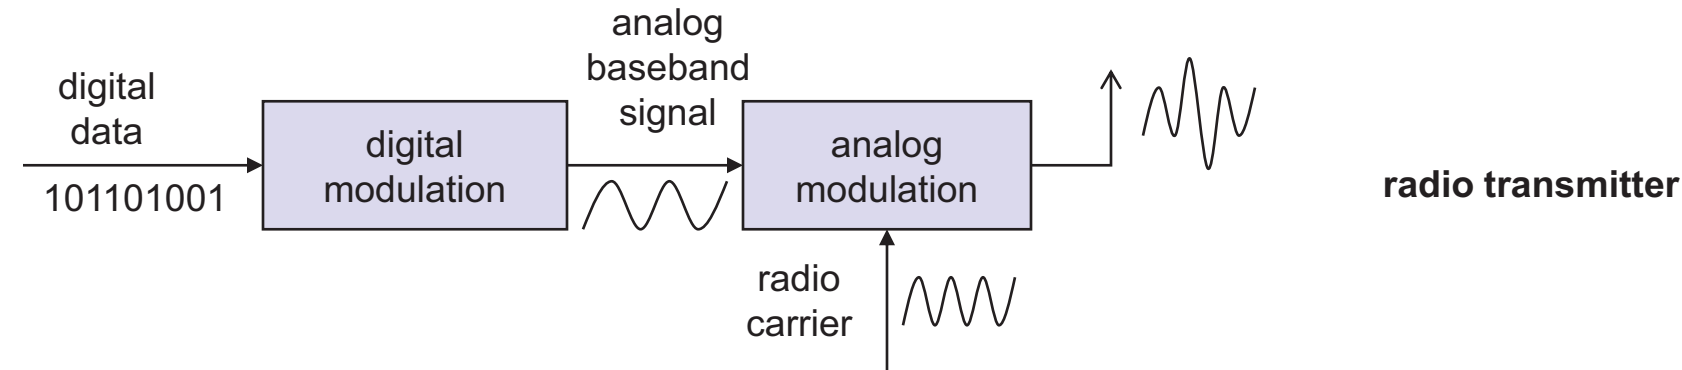 digital
data
101101001
digital
modulation
analog
baseband
signal
analog
modulation
radio
carrier
radio transmitter